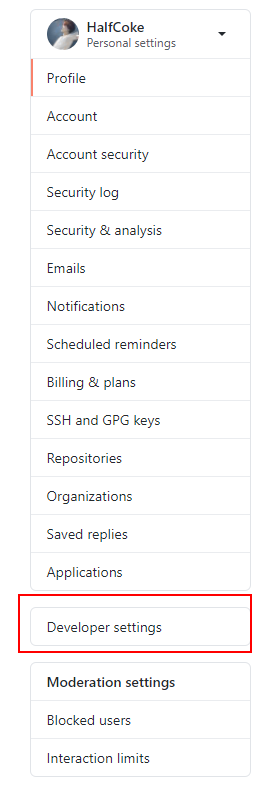 HalfCoke
Personal settings
Profile
Account
Account security
Security log
Security & analysis
Emails
Notifications
Scheduled reminders
Billing & plans
SSH and GPG keys
Repositories
Organizations
Saved replies
Applications
Developer settings
Moderation settings
Blocked users
Interaction limits